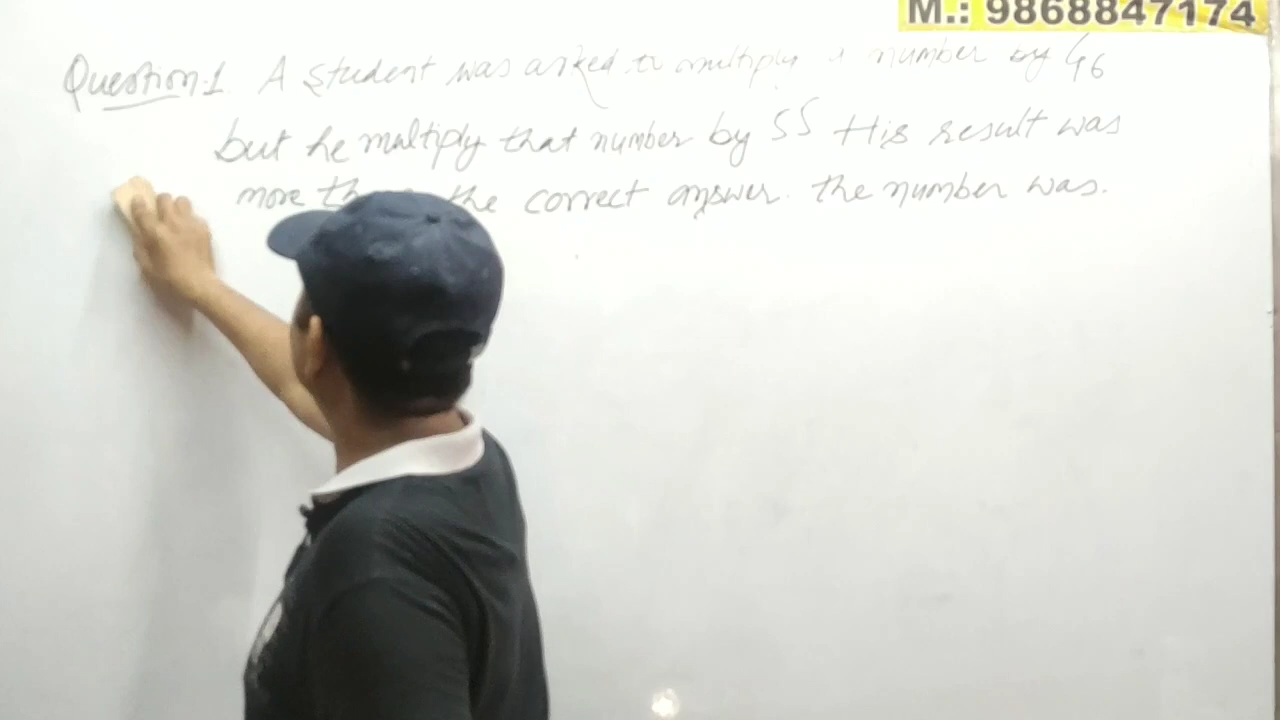 M.: 9868847174
Question.1. A student was asked to multiply a number by 46
but he multiply that number by 55 His result was
more the correct answer. the number was.